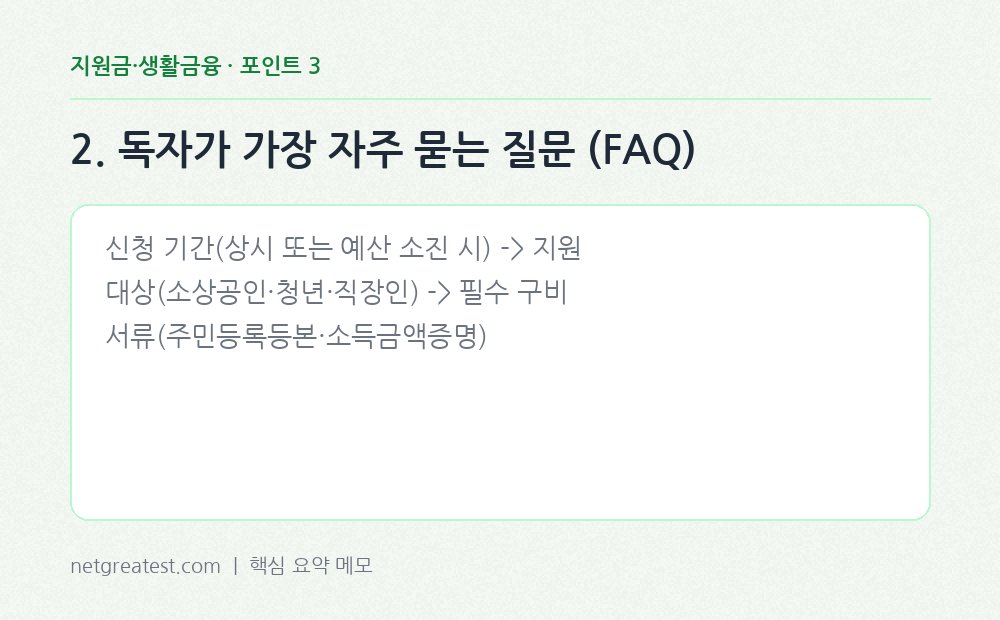 지원금·생활금융 · 포인트 3
2. 독자가 가장 자주 묻는 질문 (FAQ)
신청 기간(상시 또는 예산 소진 시) -> 지원
대상(소상공인·청년·직장인) -> 필수 구비
서류(주민등록등본·소득금액증명)
netgreatest.com | 핵심 요약 메모